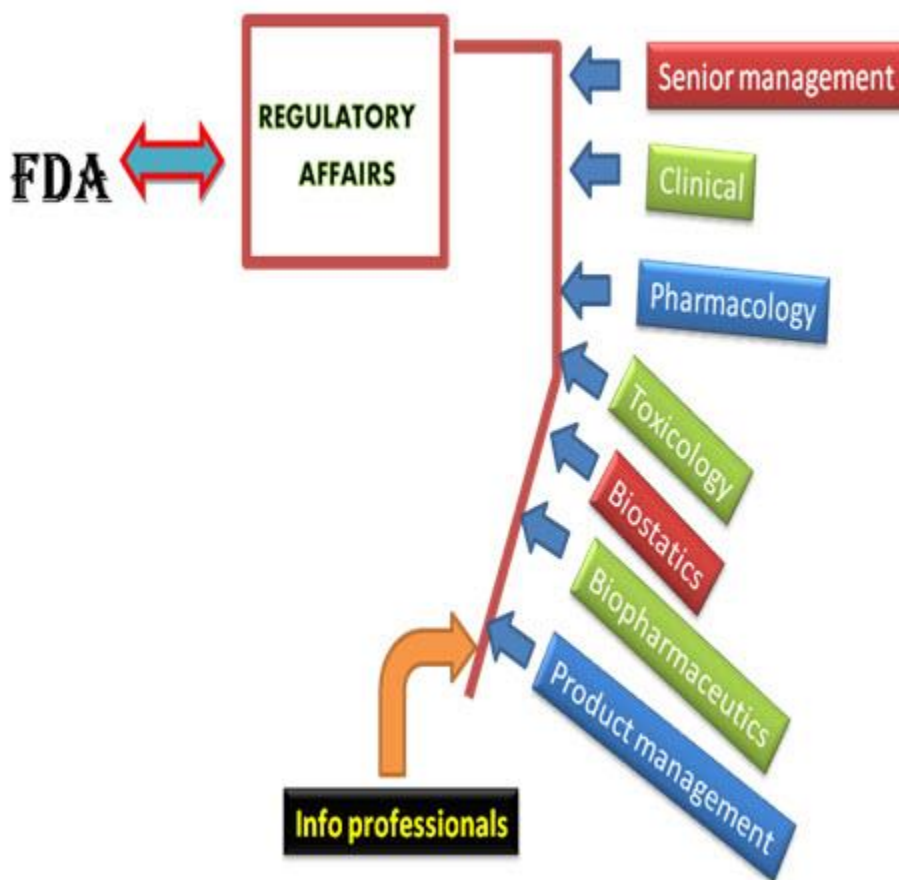 FDA
REGULATORY
AFFAIRS
Senior management
Clinical
Pharmacology
Toxicology
Biostatics
Biopharmaceutics
Product management
Info professionals